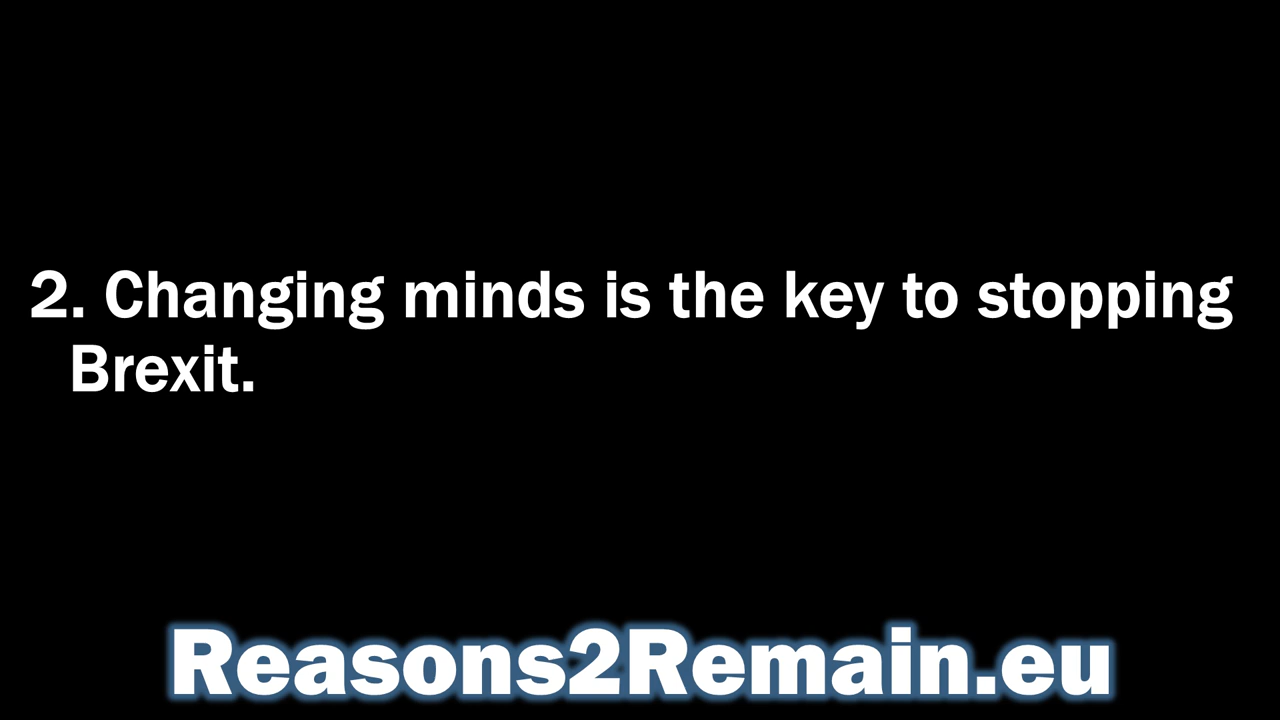 2. Changing minds is the key to stopping
Brexit.
Reasons2Remain.eu